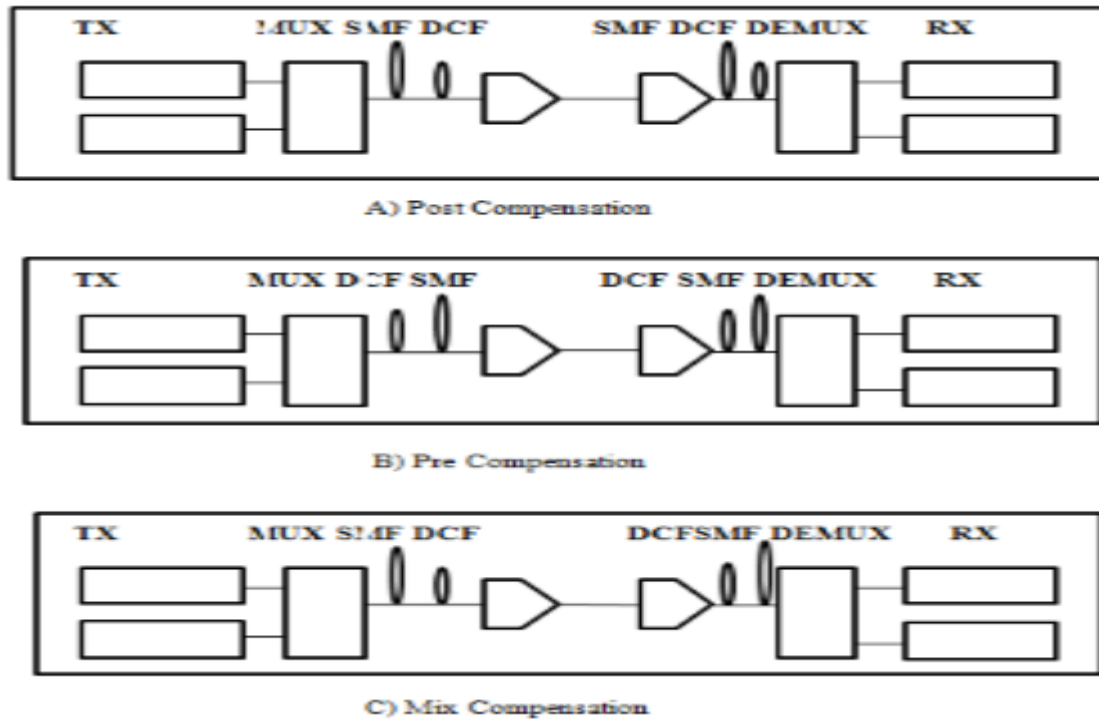 TX MUX SMF DCF SMF DCF DEMUX RX
A) Post Compensation
TX MUX DCF SMF DCF SMF DEMUX RX
B) Pre Compensation
TX MUX SMF DCF DCFSMF DEMUX RX
C) Mix Compensation